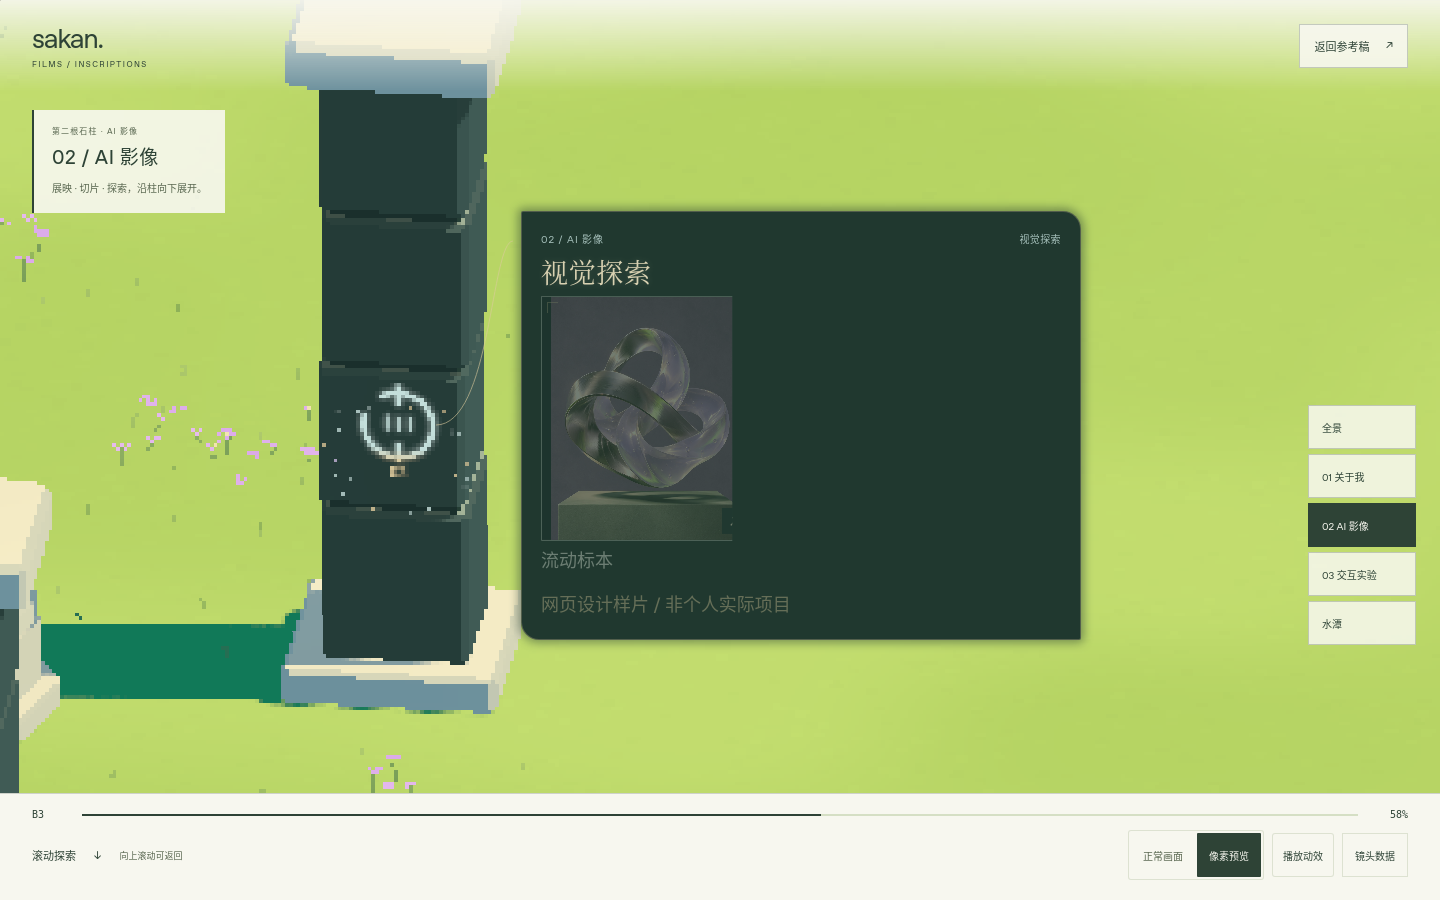 sakan.
FILMS / INSCRIPTIONS
返回参考稿 ↗
第二根石柱 · AI 影像
02 / AI 影像
展映 · 切片 · 探索，沿柱向下展开。
02 / AI 影像
视觉探索
视觉探索
流动标本
网页设计样片 / 非个人实际项目
全景
01 关于我
02 AI 影像
03 交互实验
水潭
B3
58%
滚动探索 ↓ 向上滚动可返回
正常画面
像素预览
播放动效
镜头数据